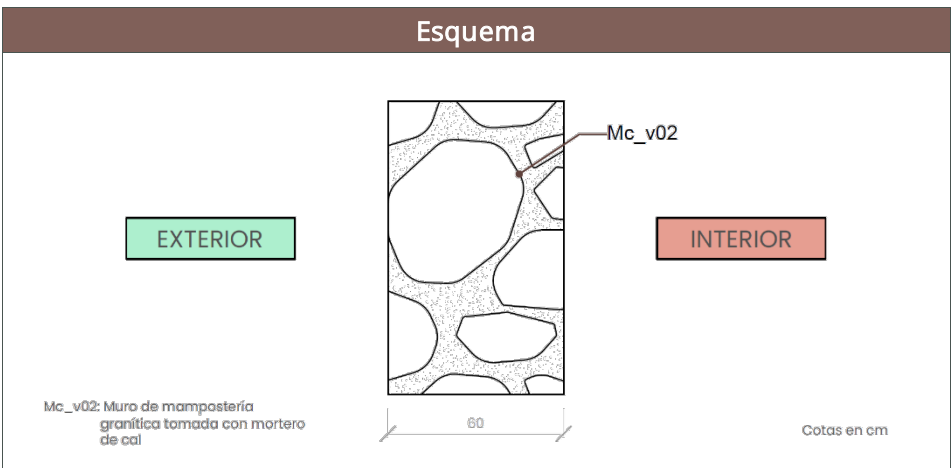 Esquema
Mc_v02
EXTERIOR
INTERIOR
Mc_v02: Muro de mampostería
granítica tomada con mortero
de cal
60
Cotas en cm